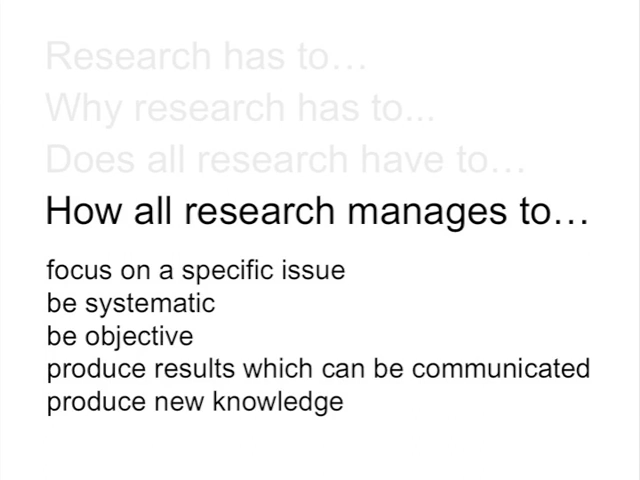 Research has to…
Why research has to...
Does all research have to…
How all research manages to…
focus on a specific issue
be systematic
be objective
produce results which can be communicated
produce new knowledge